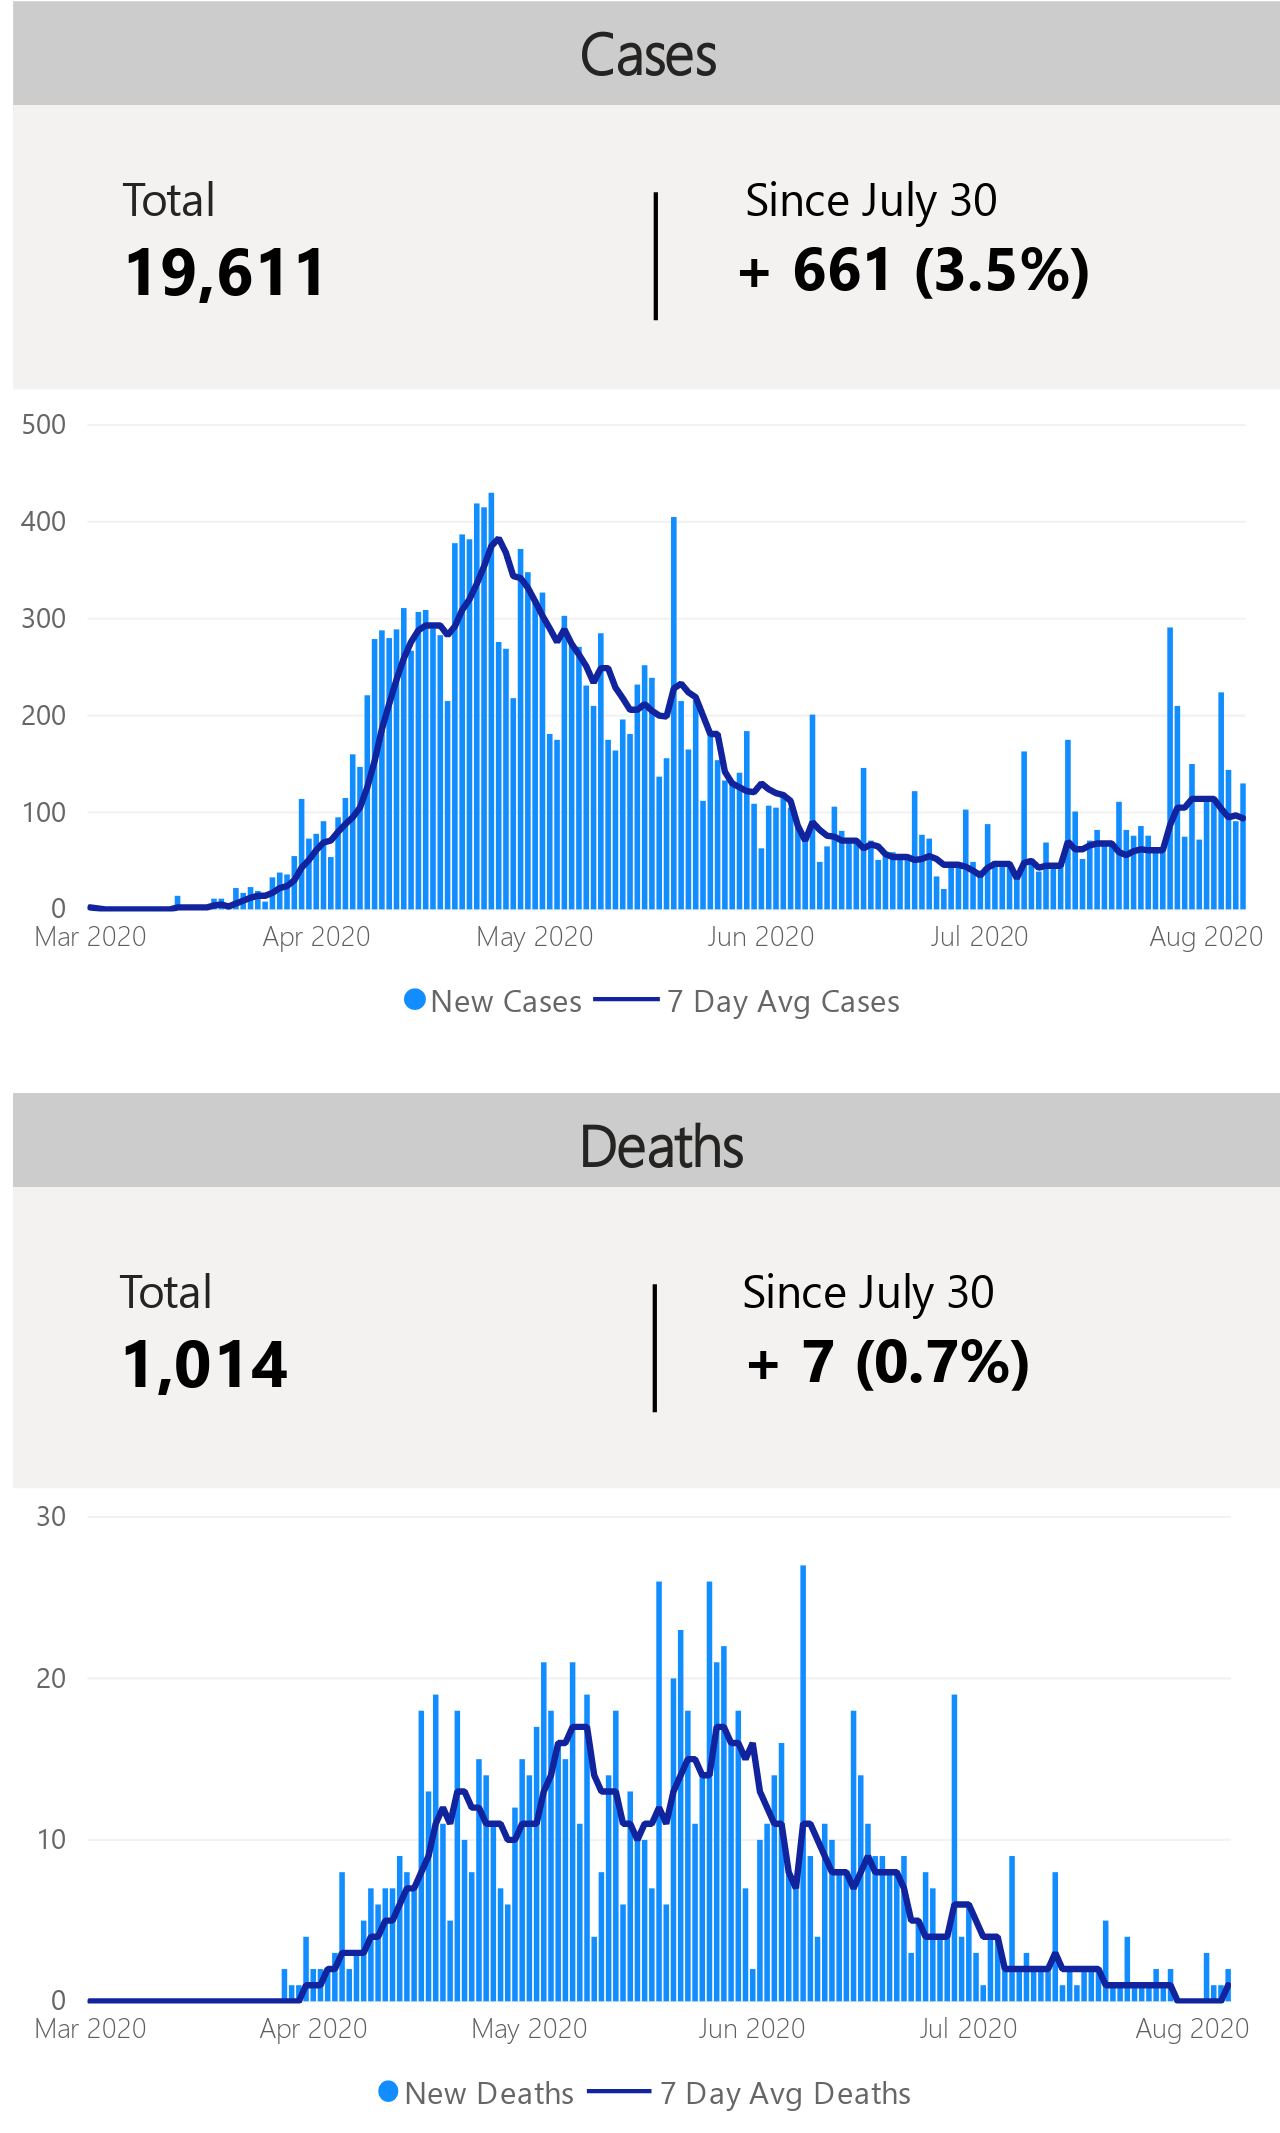 Cases
Total
Since July 30
19,611
+ 661 (3.5%)
500
400
300
200
100
0
Mar 2020 Apr 2020 May 2020 Jun 2020 Jul 2020 Aug 2020
New Cases 7 Day Avg Cases
Deaths
Total
Since July 30
1,014
+ 7 (0.7%)
30
20
10
0
Mar 2020 Apr 2020 May 2020 Jun 2020 Jul 2020 Aug 2020
New Deaths 7 Day Avg Deaths